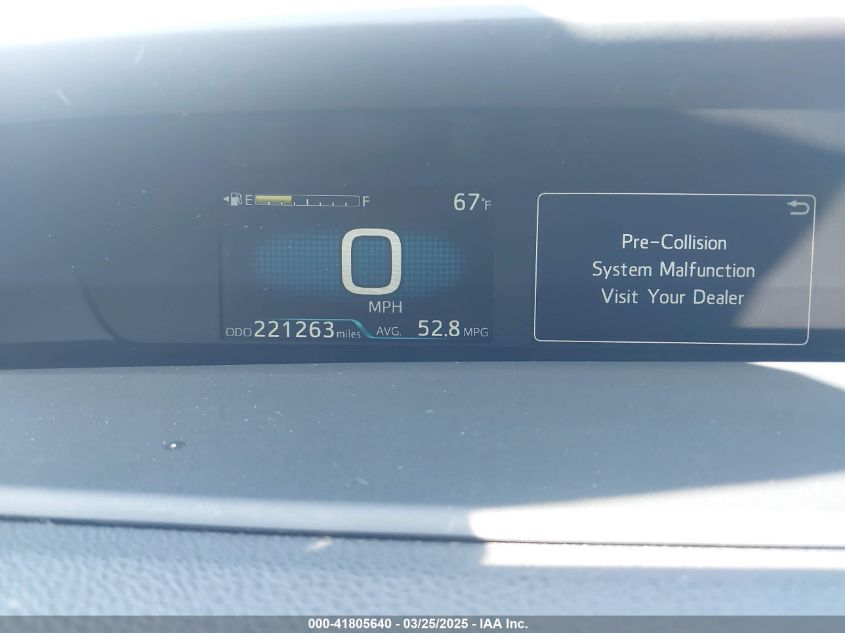 E F 67°F
0
MPH
ODO 221263 miles AVG. 52.8 MPG
Pre-Collision
System Malfunction
Visit Your Dealer
000-41805640 - 03/25/2025 - IAA Inc.